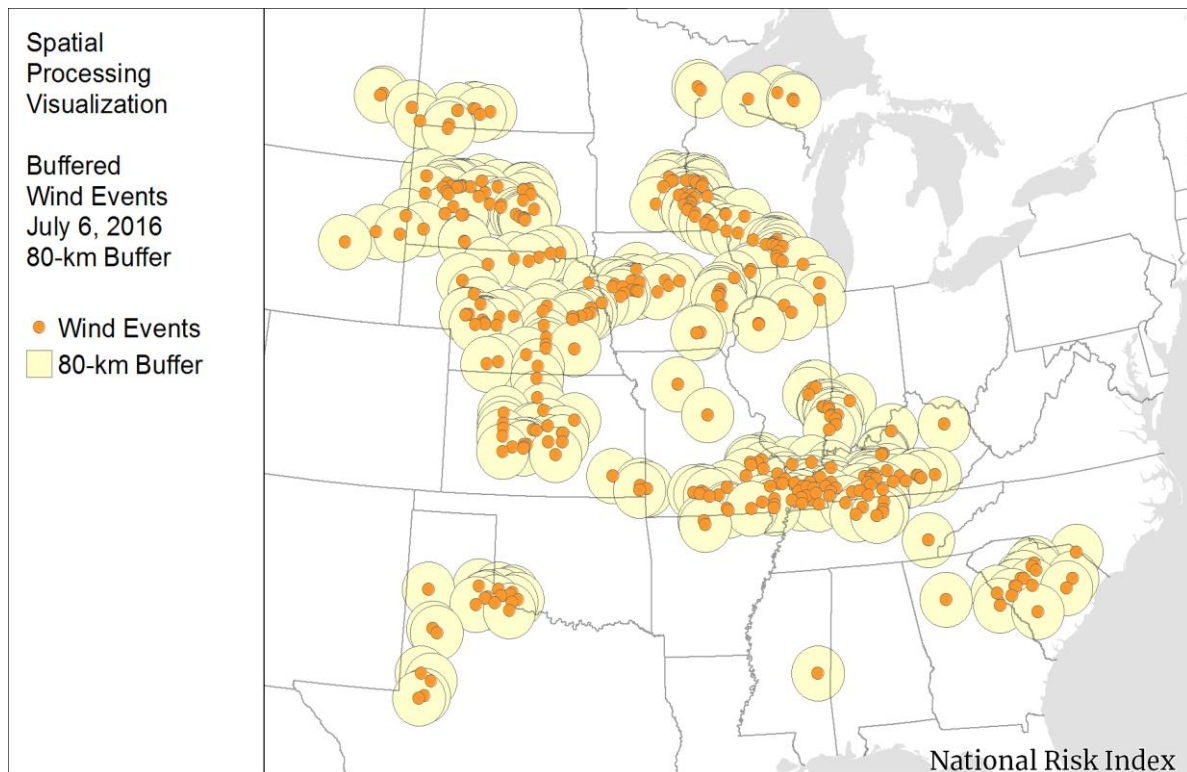 Spatial
Processing
Visualization
Buffered
Wind Events
July 6, 2016
80-km Buffer
Wind Events
80-km Buffer
National Risk Index